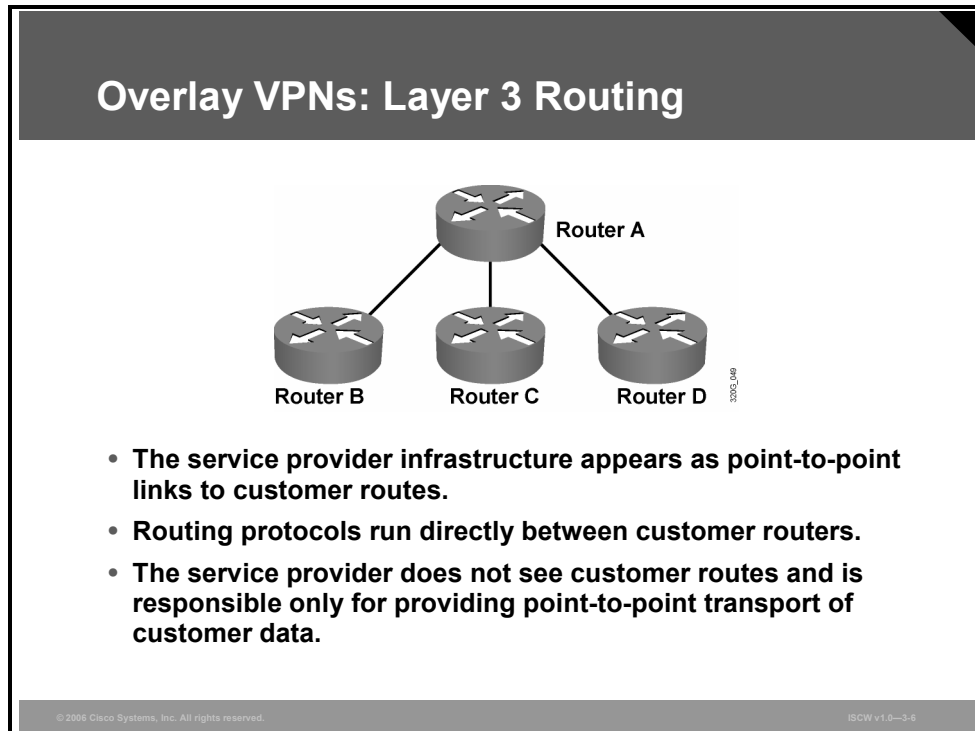 Overlay VPNs: Layer 3 Routing
Router A
Router B
Router C
Router D
320G_049
• The service provider infrastructure appears as point-to-point
links to customer routes.
• Routing protocols run directly between customer routers.
• The service provider does not see customer routes and is
responsible only for providing point-to-point transport of
customer data.
© 2006 Cisco Systems, Inc. All rights reserved.
ISCW v1.0—3-6